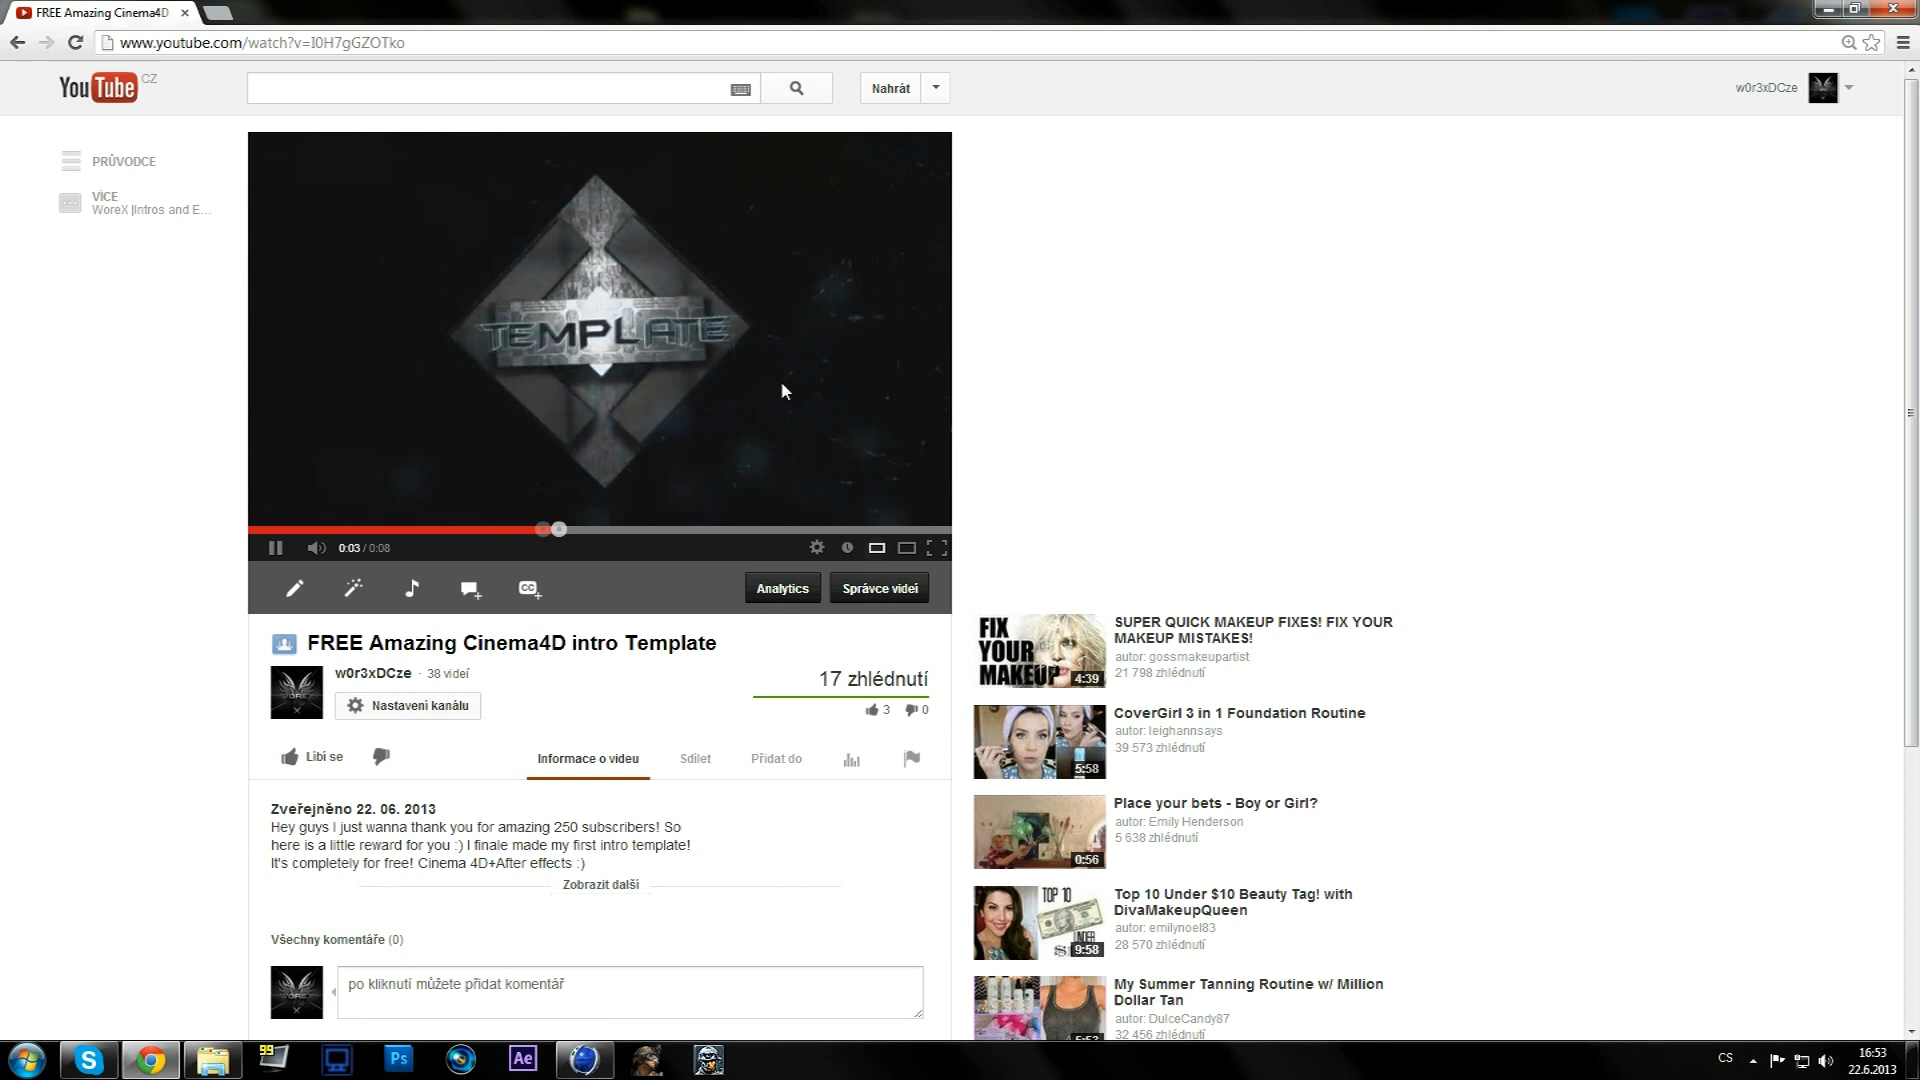 FREE Amazing Cinema4D
www.youtube.com/watch?v=I0H7gGZOTko
YouTube CZ
Nahrát
w0r3xDCze
PRŮVODCE
VÍCE
WoreX |Intros and E...
TEMPLATE
0:03 / 0:08
Analytics
Správce videí
FREE Amazing Cinema4D intro Template
w0r3xDCze · 38 videí
Nastavení kanálu
17 zhlédnutí
3 0
Líbí se
Informace o videu
Sdílet
Přidat do
Zveřejněno 22. 06. 2013
Hey guys I just wanna thank you for amazing 250 subscribers! So
here is a little reward for you :) I finale made my first intro template!
It's completely for free! Cinema 4D+After effects :)
Zobrazit další
Všechny komentáře (0)
po kliknutí můžete přidat komentář
FIX
YOUR
MAKEUP
4:39
SUPER QUICK MAKEUP FIXES! FIX YOUR
MAKEUP MISTAKES!
autor: gossmakeupartist
21 798 zhlédnutí
5:58
CoverGirl 3 in 1 Foundation Routine
autor: leighannsays
39 573 zhlédnutí
0:56
Place your bets - Boy or Girl?
autor: Emily Henderson
5 638 zhlédnutí
TOP 10
UNDER
9:58
Top 10 Under $10 Beauty Tag! with
DivaMakeupQueen
autor: emilynoel83
28 570 zhlédnutí
My Summer Tanning Routine w/ Million
Dollar Tan
autor: DulceCandy87
32 456 zhlédnutí
99
Ps
Ae
CS
16:53
22.6.2013